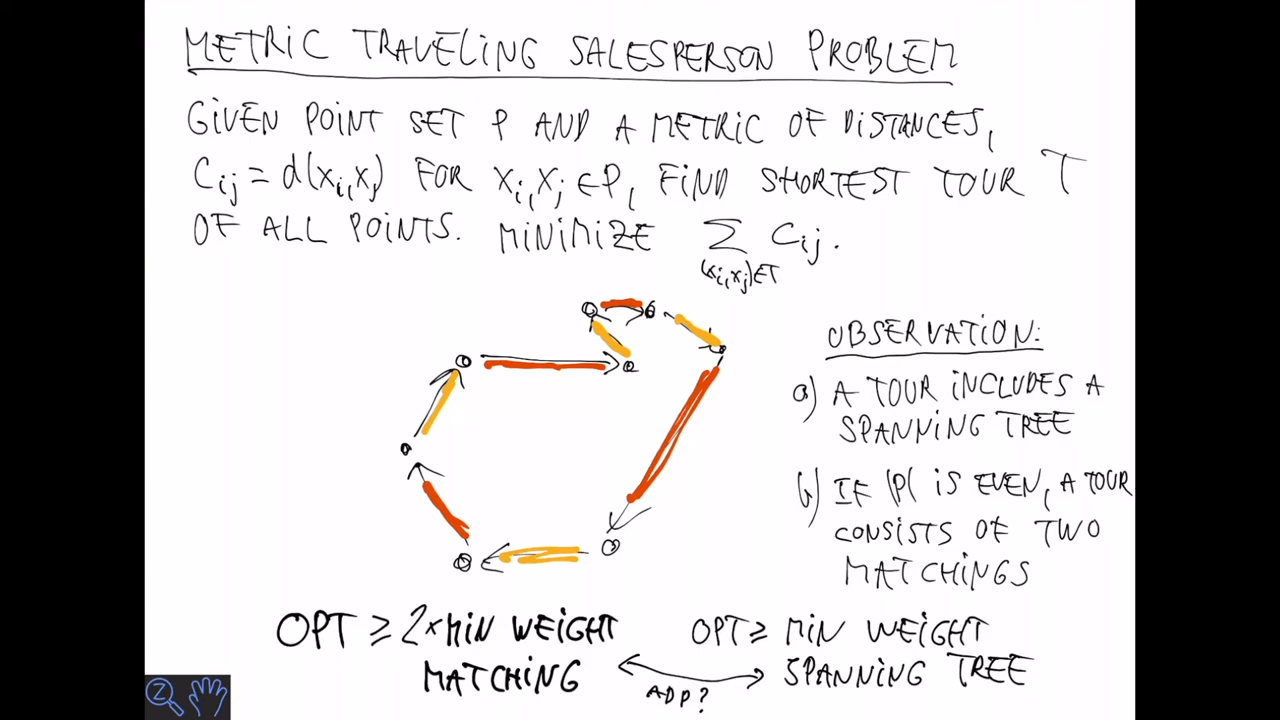 METRIC TRAVELING SALESPERSON PROBLEM
GIVEN POINT SET P AND A METRIC OF DISTANCES,
Cij = d(xi,xj) FOR xi,xj ∈ P, FIND SHORTEST TOUR T
OF ALL POINTS. MINIMIZE ∑ Cij.
(xi,xj)∈T
OBSERVATION:
a) A TOUR INCLUDES A
SPANNING TREE
b) IF |P| IS EVEN, A TOUR
CONSISTS OF TWO
MATCHINGS
OPT ≥ 2×MIN WEIGHT
MATCHING
OPT ≥ MIN WEIGHT
SPANNING TREE
ADD?
Z